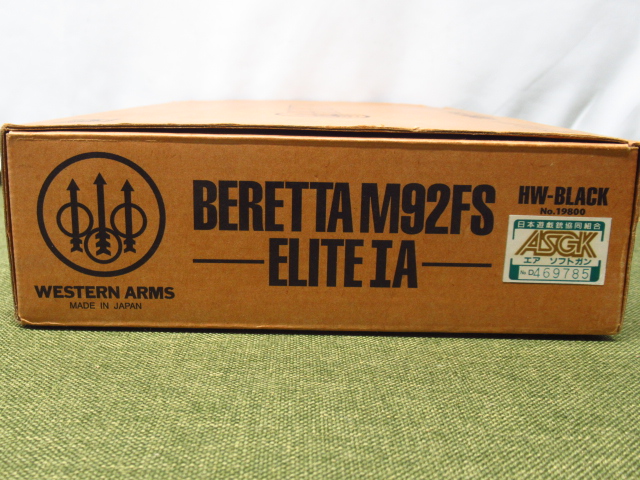 WESTERN ARMS
MADE IN JAPAN
BERETTA M92FS
ELITE IA
HW-BLACK
No.19800
日本遊戯銃協同組合
ASGK
エア ソフトガン
No.D469785